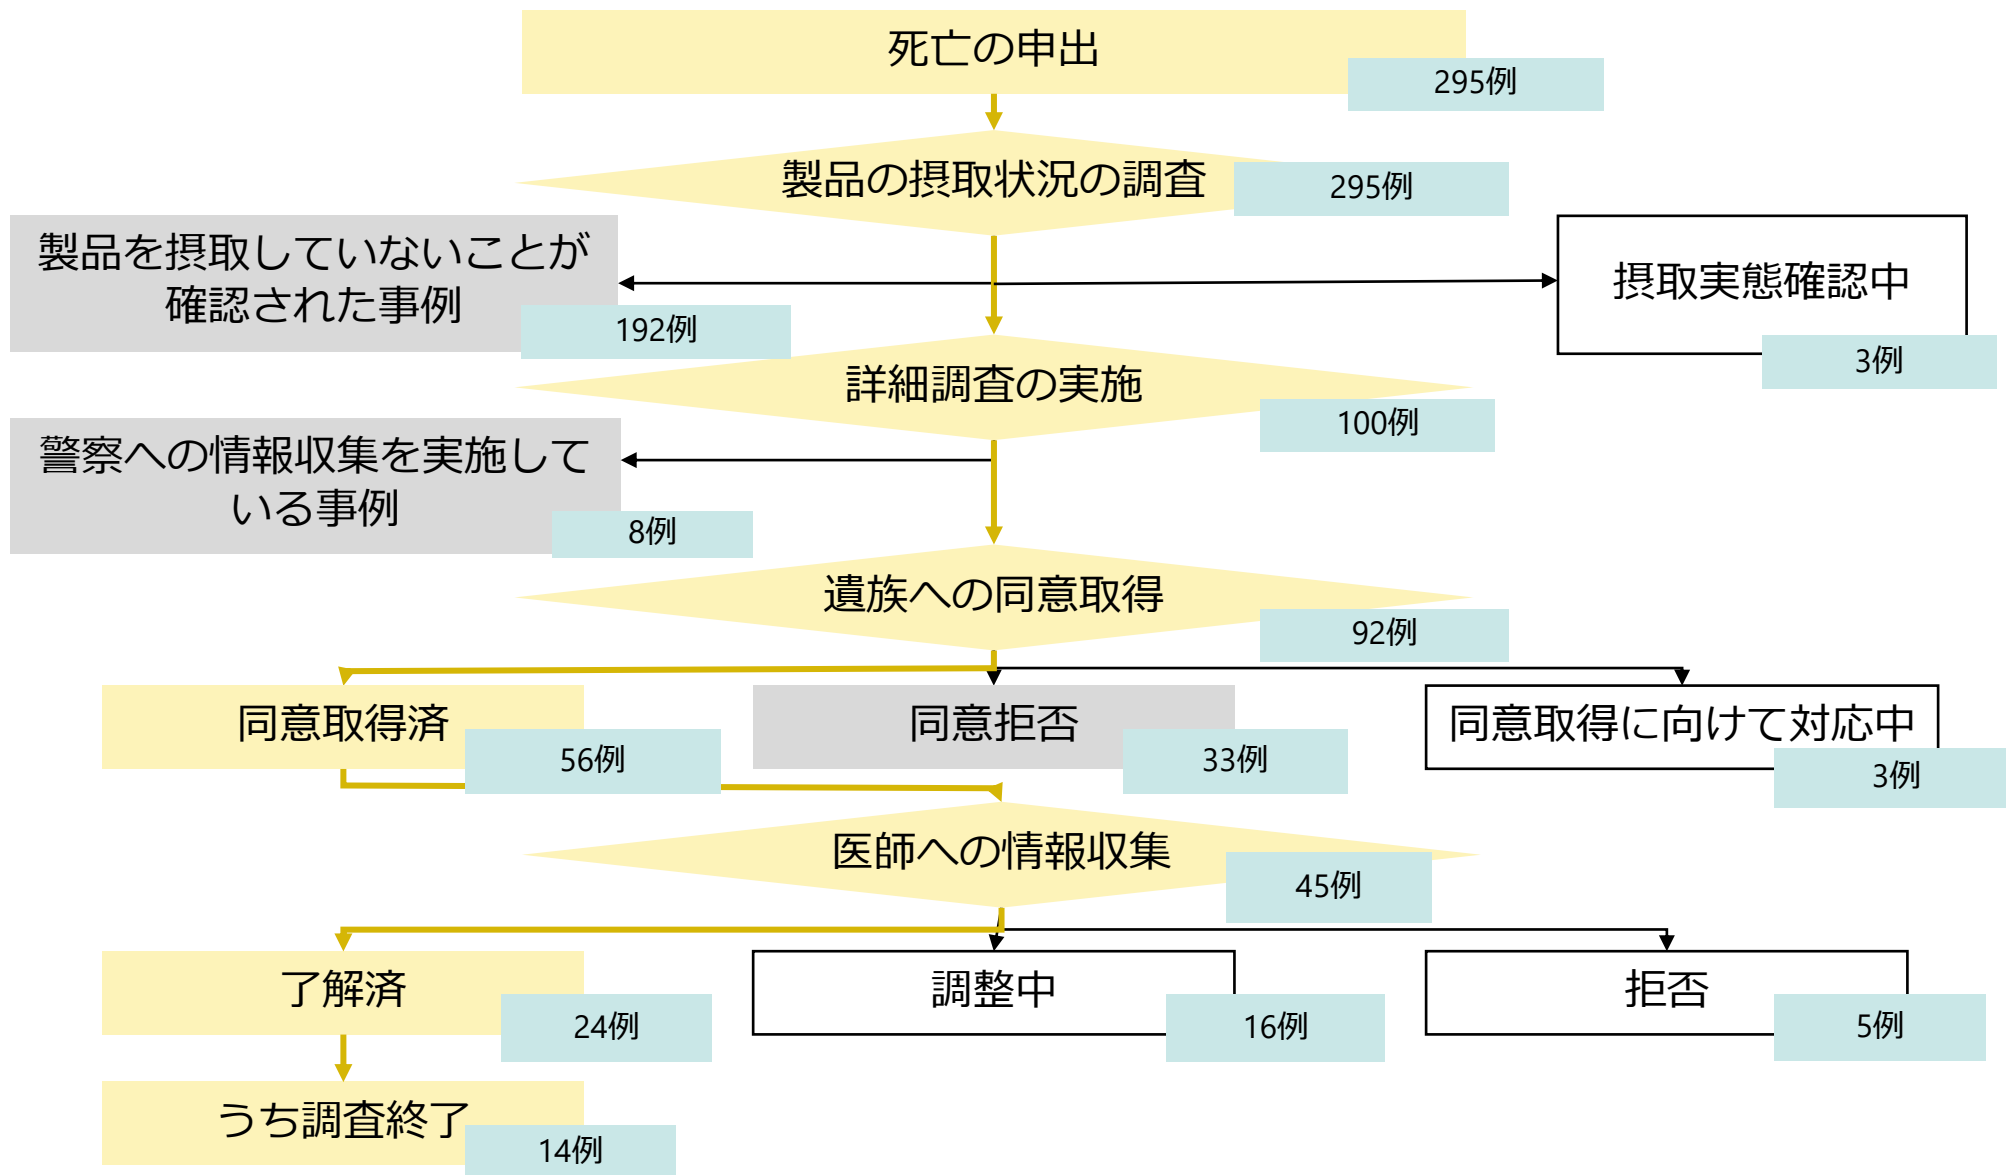 死亡の申出
295例
製品の摂取状況の調査
295例
製品を摂取していないことが
確認された事例
192例
摂取実態確認中
3例
詳細調査の実施
100例
警察への情報収集を実施して
いる事例
8例
遺族への同意取得
92例
同意取得済
56例
同意拒否
33例
同意取得に向けて対応中
3例
医師への情報収集
45例
了解済
24例
調整中
16例
拒否
5例
うち調査終了
14例